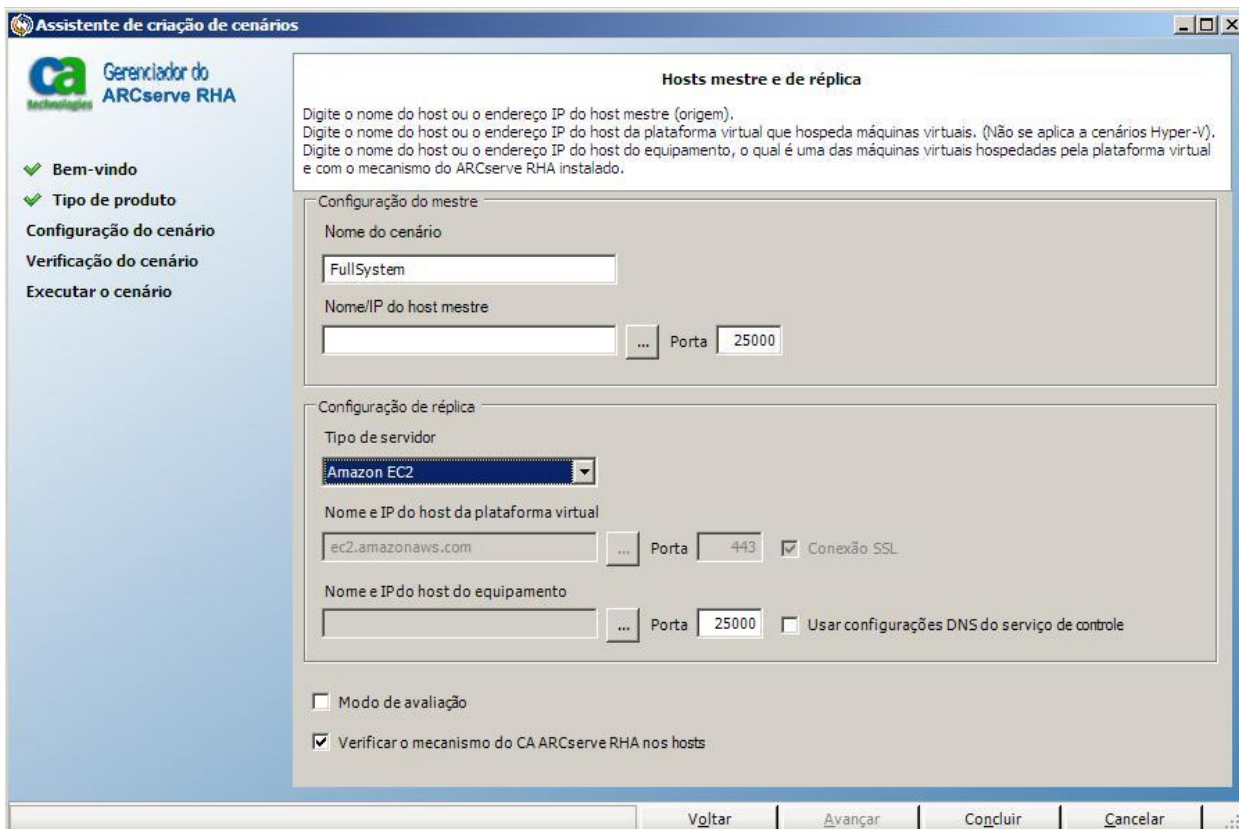 Assistente de criação de cenários
ca
technologies
Gerenciador do
ARCserve RHA
Bem-vindo
Tipo de produto
Configuração do cenário
Verificação do cenário
Executar o cenário
Hosts mestre e de réplica
Digite o nome do host ou o endereço IP do host mestre (origem).
Digite o nome do host ou o endereço IP do host da plataforma virtual que hospeda máquinas virtuais. (Não se aplica a cenários Hyper-V).
Digite o nome do host ou o endereço IP do host do equipamento, o qual é uma das máquinas virtuais hospedadas pela plataforma virtual
e com o mecanismo do ARCserve RHA instalado.
Configuração do mestre
Nome do cenário
FullSystem
Nome/IP do host mestre
... Porta 25000
Configuração de réplica
Tipo de servidor
Amazon EC2
Nome e IP do host da plataforma virtual
ec2.amazonaws.com ... Porta 443 Conexão SSL
Nome e IPdo host do equipamento
... Porta 25000 Usar configurações DNS do serviço de controle
Modo de avaliação
Verificar o mecanismo do CA ARCserve RHA nos hosts
Voltar Avançar Concluir Cancelar